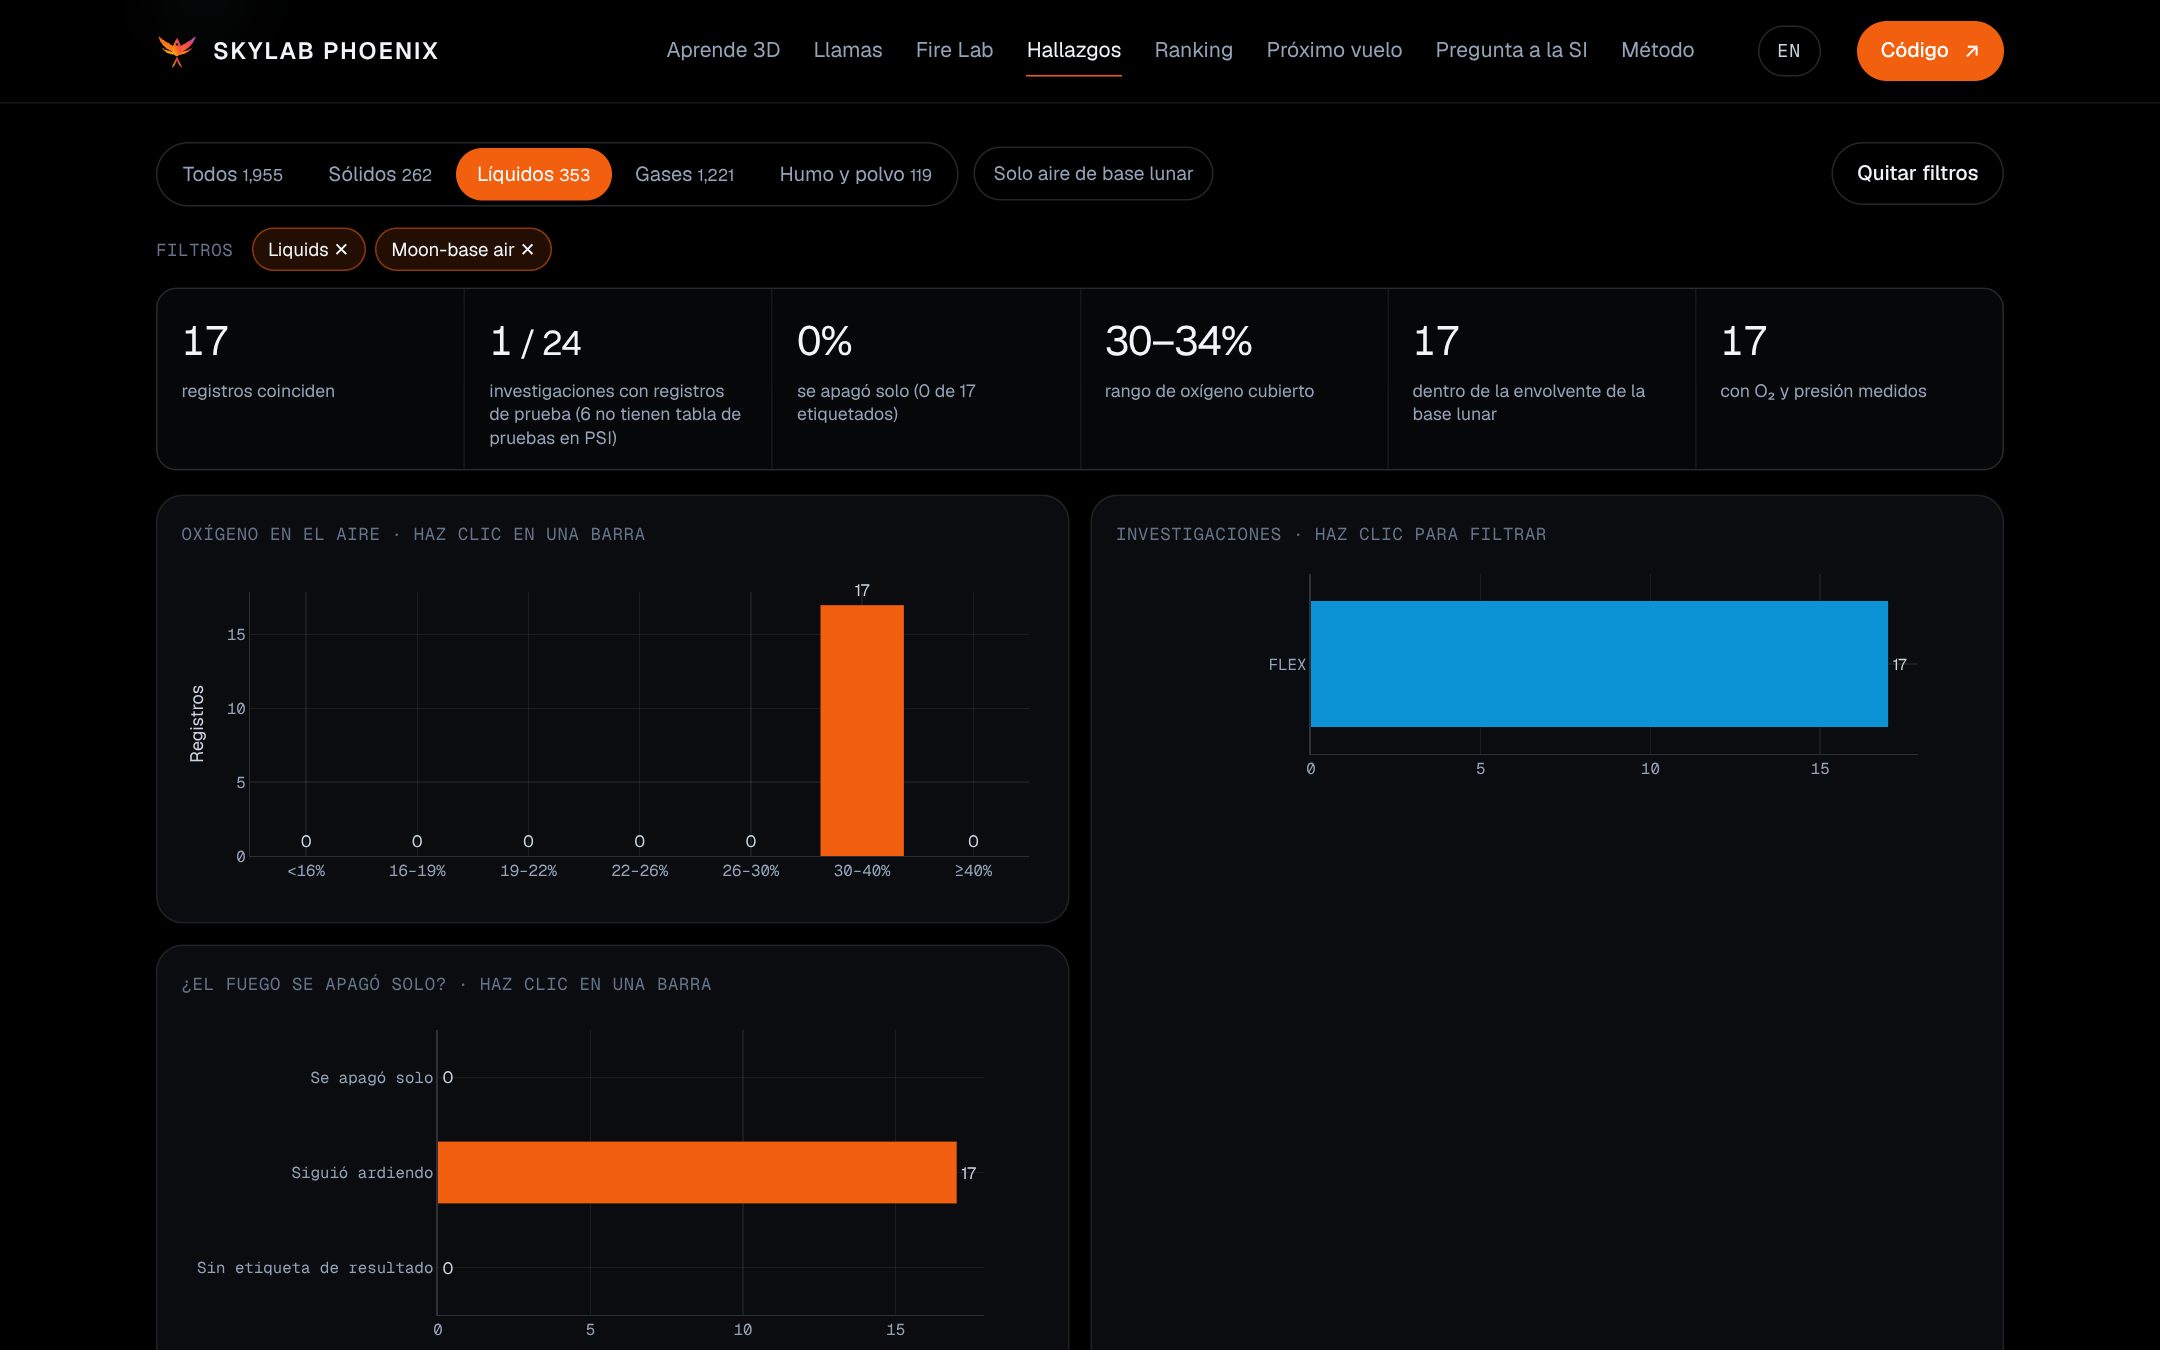 SKYLAB PHOENIX
Aprende 3D
Llamas
Fire Lab
Hallazgos
Ranking
Próximo vuelo
Pregunta a la SI
Método
EN
Código ↗
Todos 1,955
Sólidos 262
Líquidos 353
Gases 1,221
Humo y polvo 119
Solo aire de base lunar
Quitar filtros
FILTROS
Liquids ✕
Moon-base air ✕
17
registros coinciden
1 / 24
investigaciones con registros
de prueba (6 no tienen tabla de
pruebas en PSI)
0%
se apagó solo (0 de 17
etiquetados)
30–34%
rango de oxígeno cubierto
17
dentro de la envolvente de la
base lunar
17
con O₂ y presión medidos
OXÍGENO EN EL AIRE · HAZ CLIC EN UNA BARRA
Registros
15
10
5
0
0
0
0
0
0
17
0
<16%
16–19%
19–22%
22–26%
26–30%
30–40%
≥40%
INVESTIGACIONES · HAZ CLIC PARA FILTRAR
FLEX
17
0
5
10
15
¿EL FUEGO SE APAGÓ SOLO? · HAZ CLIC EN UNA BARRA
Se apagó solo
0
Siguió ardiendo
17
Sin etiqueta de resultado
0
0
5
10
15